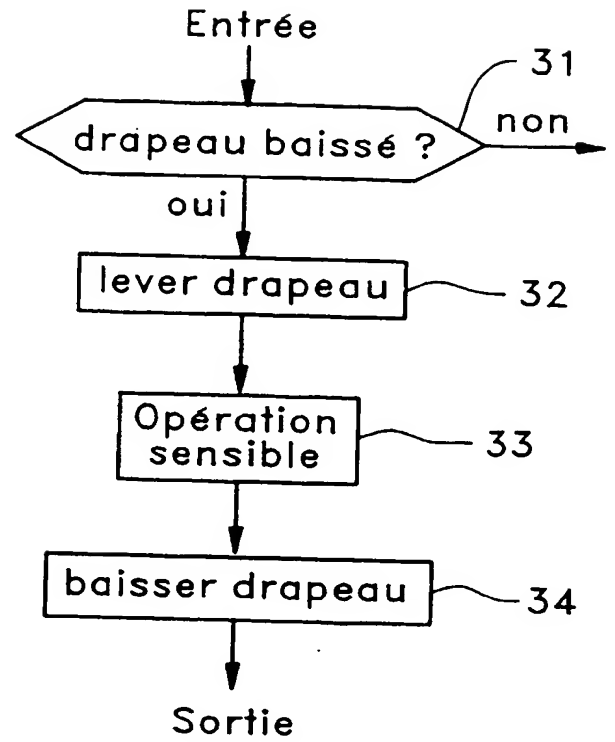 Entrée
31
drapeau baissé ?
non
oui
lever drapeau
32
Opération
sensible
33
baisser drapeau
34
Sortie